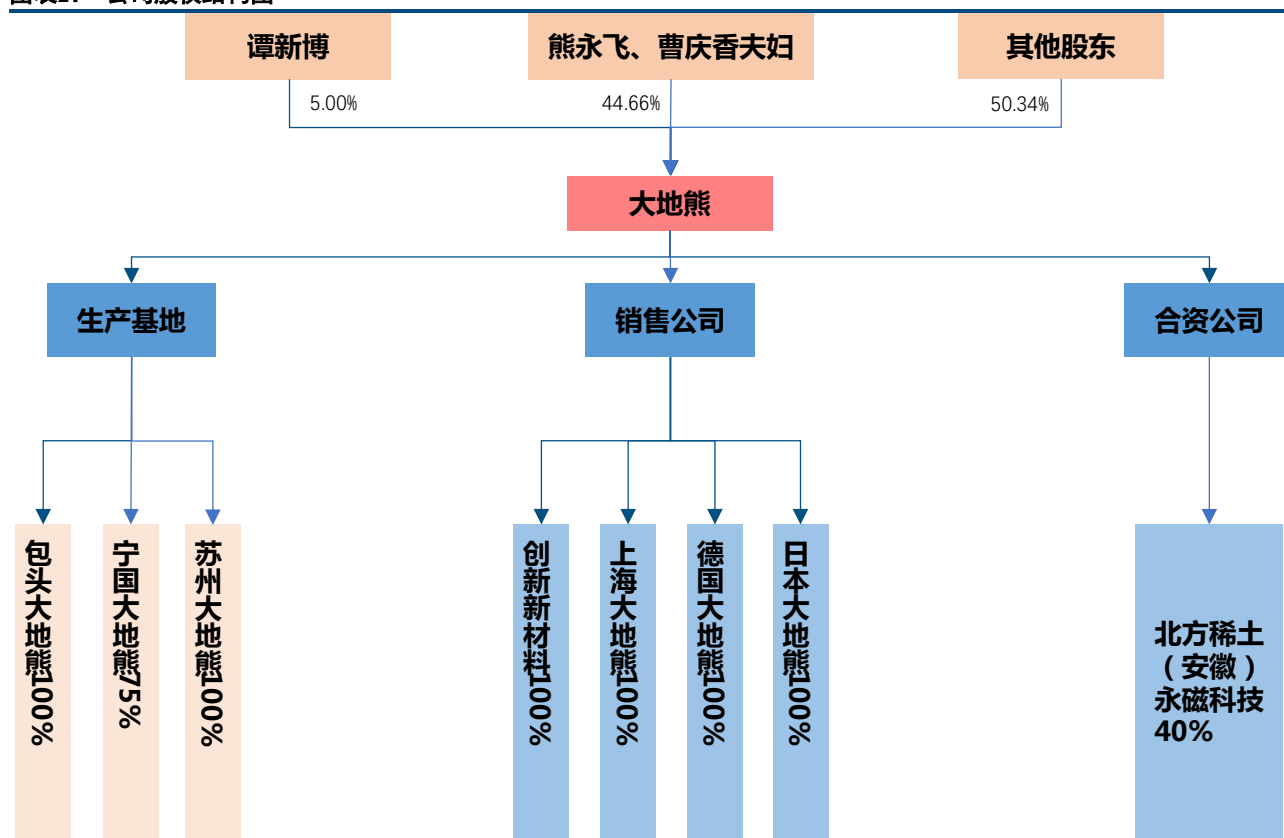 谭新博
熊永飞、曹庆香夫妇
其他股东
5.00%
44.66%
50.34%
大地熊
生产基地
销售公司
合资公司
包头大地熊100%
宁国大地熊75%
苏州大地熊100%
创新新材料100%
上海大地熊100%
德国大地熊100%
日本大地熊100%
北方稀土
（安徽）
永磁科技
40%